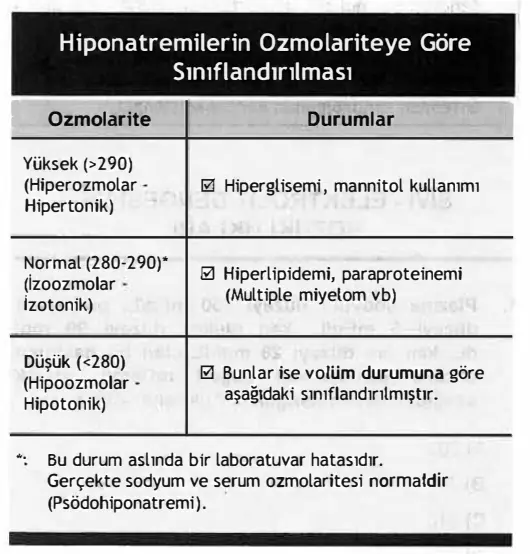 Hiponatremilerin Ozmolariteye Göre
Sınıflandırılması
Ozmolarite
Durumlar
Yüksek (>290)
(Hiperozmolar -
Hipertonik)
☑ Hiperglisemi, mannitol kullanımı
Normal (280-290)*
(İzoozmolar -
İzotonik)
☑ Hiperlipidemi, paraproteinemi
(Multiple miyelom vb)
Düşük (<280)
(Hipoozmolar -
Hipotonik)
☑ Bunlar ise volüm durumuna göre
aşağıdaki sınıflandırılmıştır.
*: Bu durum aslında bir laboratuvar hatasıdır.
Gerçekte sodyum ve serum ozmolaritesi normaldir
(Psödohiponatremi).